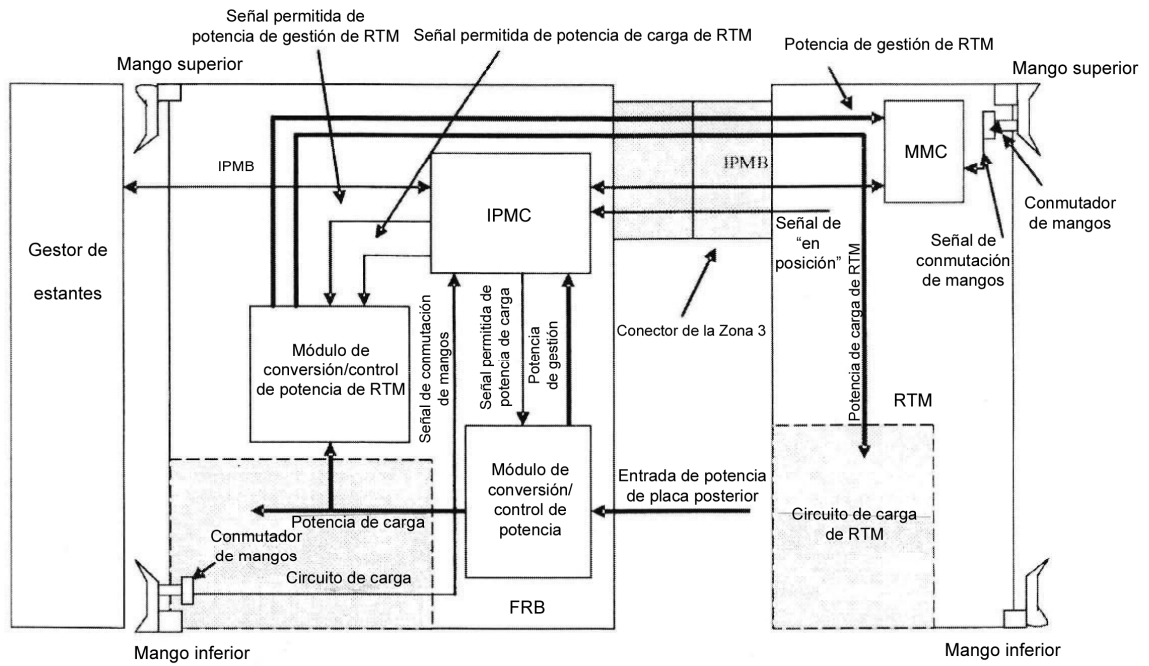 Señal permitida de
potencia de gestión de RTM
Señal permitida de potencia de carga de RTM
Potencia de gestión de RTM
Mango superior
Mango superior
IPMB
IPMB
MMC
IPMC
Conmutador
de mangos
Señal de
“en
posición”
Señal de
conmutación
de mangos
Gestor de
estantes
Conector de la Zona 3
Potencia de carga de RTM
Módulo de
conversión/control
de potencia de RTM
Señal de conmutación
de mangos
Señal permitida de
potencia de carga
Potencia
de gestión
RTM
Módulo de
conversión/
control de
potencia
Entrada de potencia
de placa posterior
Circuito de carga
de RTM
Potencia de carga
Conmutador
de mangos
Circuito de carga
FRB
Mango inferior
Mango inferior